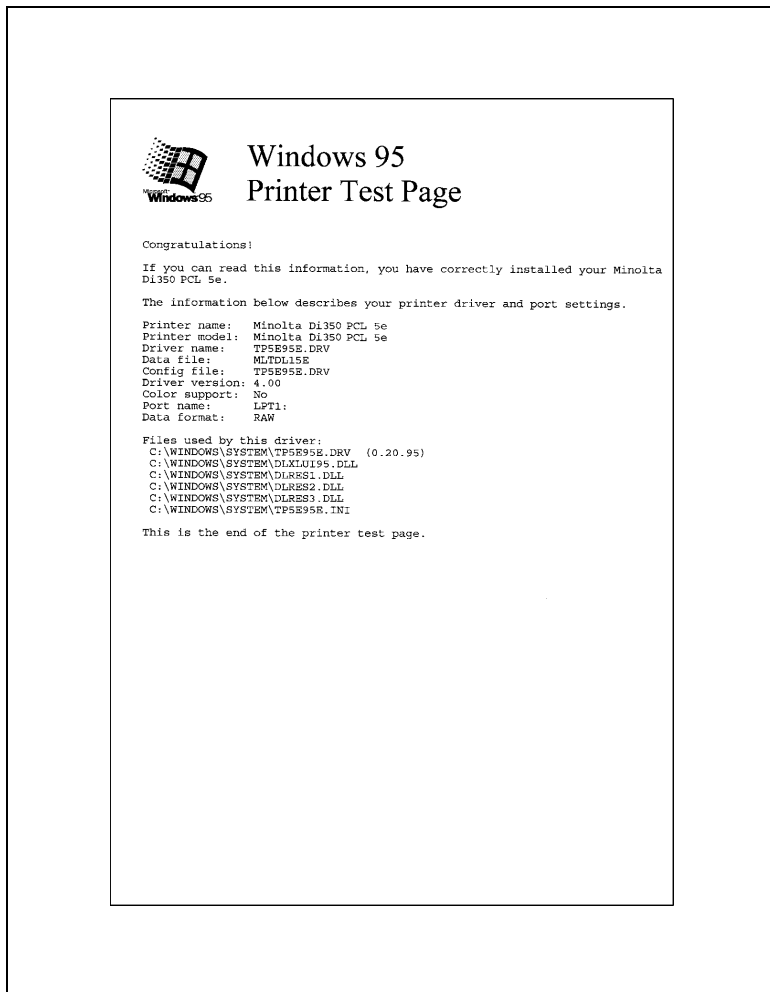 Microsoft
Windows 95
Windows 95
Printer Test Page
Congratulations!
If you can read this information, you have correctly installed your Minolta
Di350 PCL 5e.
The information below describes your printer driver and port settings.
Printer name: Minolta Di350 PCL 5e
Printer model: Minolta Di350 PCL 5e
Driver name: TP5E95E.DRV
Data file: MLTDL15E
Config file: TP5E95E.DRV
Driver version: 4.00
Color support: No
Port name: LPT1:
Data format: RAW
Files used by this driver:
C:\WINDOWS\SYSTEM\TP5E95E.DRV (0.20.95)
C:\WINDOWS\SYSTEM\DLXLUI95.DLL
C:\WINDOWS\SYSTEM\DLRES1.DLL
C:\WINDOWS\SYSTEM\DLRES2.DLL
C:\WINDOWS\SYSTEM\DLRES3.DLL
C:\WINDOWS\SYSTEM\TP5E95E.INI
This is the end of the printer test page.